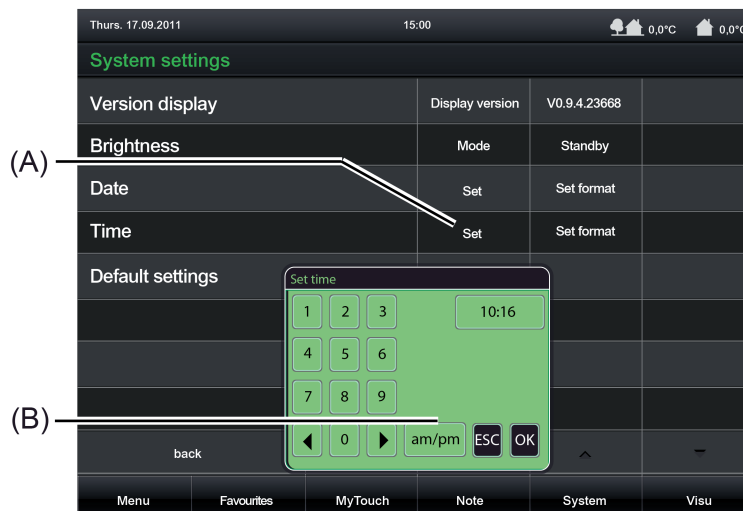 Thurs. 17.09.2011 15:00 0,0°C 0,0°C
System settings
Version display Display version V0.9.4.23668
(A)
Brightness Mode Standby
Date Set Set format
Time Set Set format
Default settings
Set time
1 2 3 10:16
4 5 6
7 8 9
(B)
0 am/pm ESC OK
back
Menu Favourites MyTouch Note System Visu